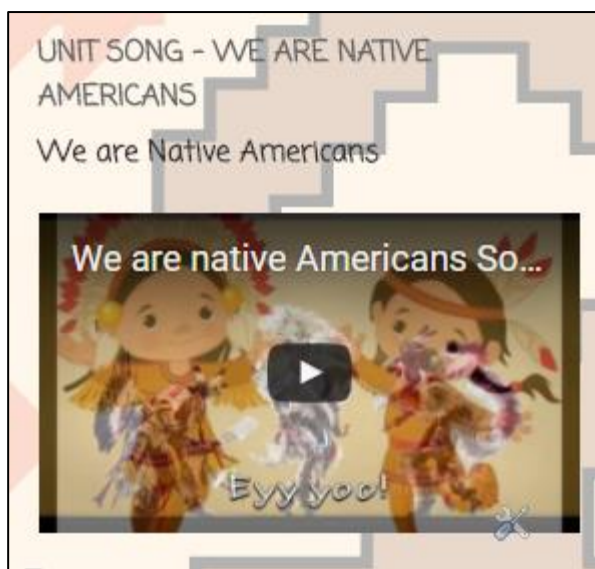 UNIT SONG - WE ARE NATIVE
AMERICANS
We are Native Americans
We are native Americans So...
Eyy yoo!